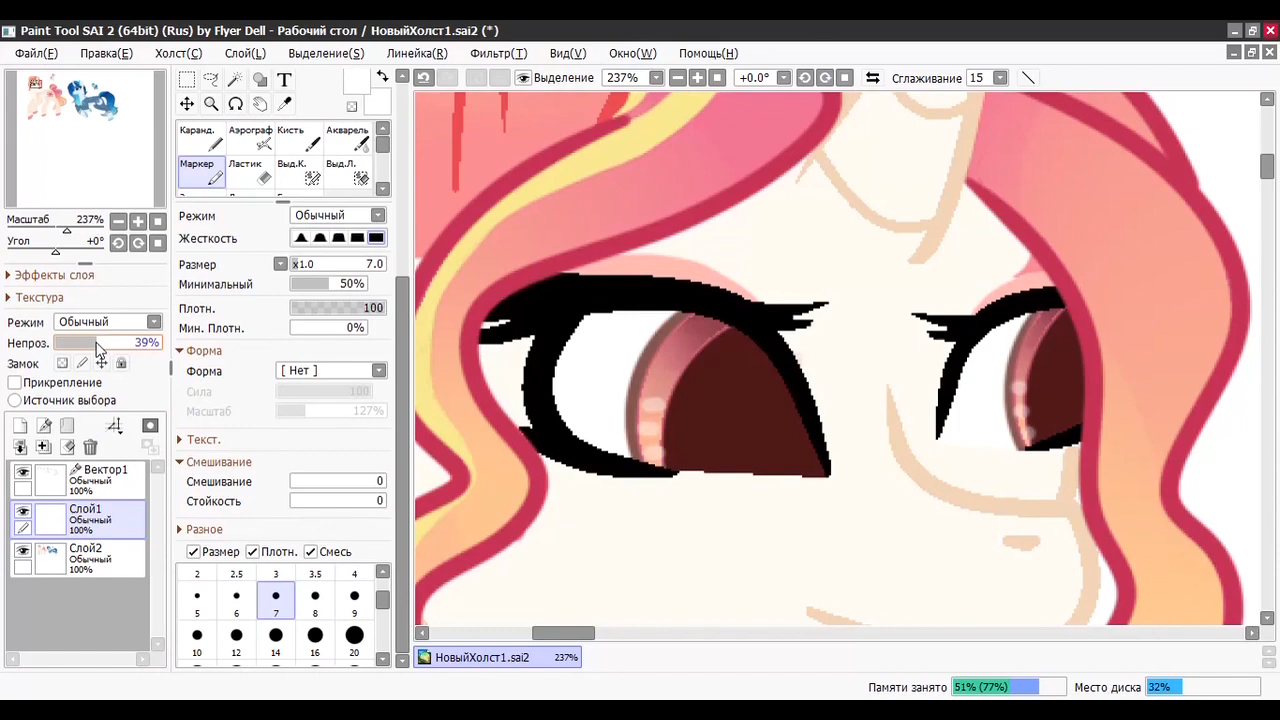 Paint Tool SAI 2 (64bit) (Rus) by Flyer Dell - Рабочий стол / НовыйХолст1.sai2 (*)
Файл(F) Правка(E) Холст(C) Слой(L) Выделение(S) Линейка(R) Фильтр(T) Вид(V) Окно(W) Помощь(H)
Выделение 237% +0.0° Сглаживание 15
T
Каранд. Аэрограф Кисть Акварель
Маркер Ластик Выд.К. Выд.Л.
Масштаб 237%
Угол +0°
Эффекты слоя
Текстура
Режим Обычный
Непроз. 39%
Замок
Прикрепление
Источник выбора
Вектор1
Обычный
100%
Слой1
Обычный
100%
Слой2
Обычный
100%
Режим Обычный
Жесткость
Размер x1.0 7.0
Минимальный 50%
Плотн. 100
Мин. Плотн. 0%
Форма
Форма [ Нет ]
Сила 100
Масштаб 127%
Текст.
Смешивание
Смешивание 0
Стойкость 0
Разное
Размер Плотн. Смесь
2 2.5 3 3.5 4
5 6 7 8 9
10 12 14 16 20
НовыйХолст1.sai2 237%
Памяти занято 51% (77%) Место диска 32%